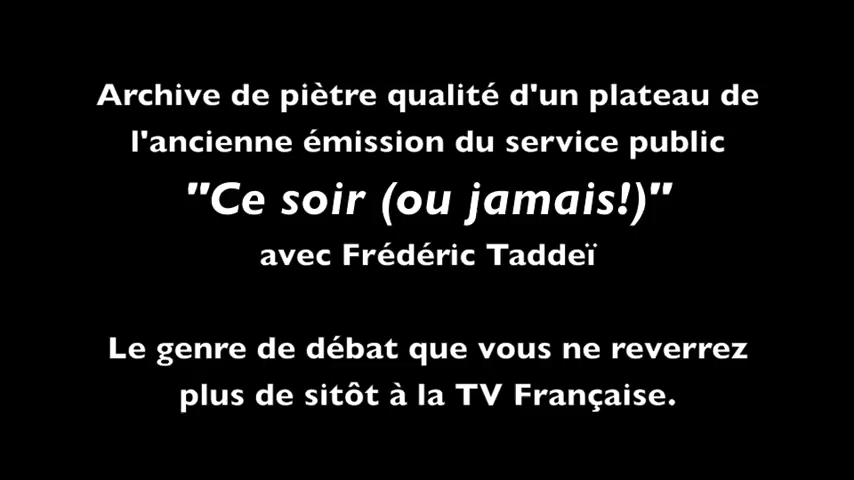 Archive de piètre qualité d'un plateau de
l'ancienne émission du service public
"Ce soir (ou jamais!)"
avec Frédéric Taddeï
Le genre de débat que vous ne reverrez
plus de sitôt à la TV Française.